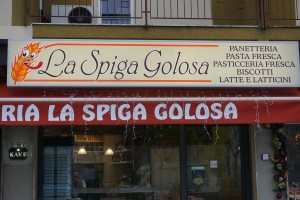 La Spiga Golosa
PANETTERIA
PASTA FRESCA
PASTICCERIA FRESCA
BISCOTTI
LATTE E LATTICINI
RIA LA SPIGA GOLOSA